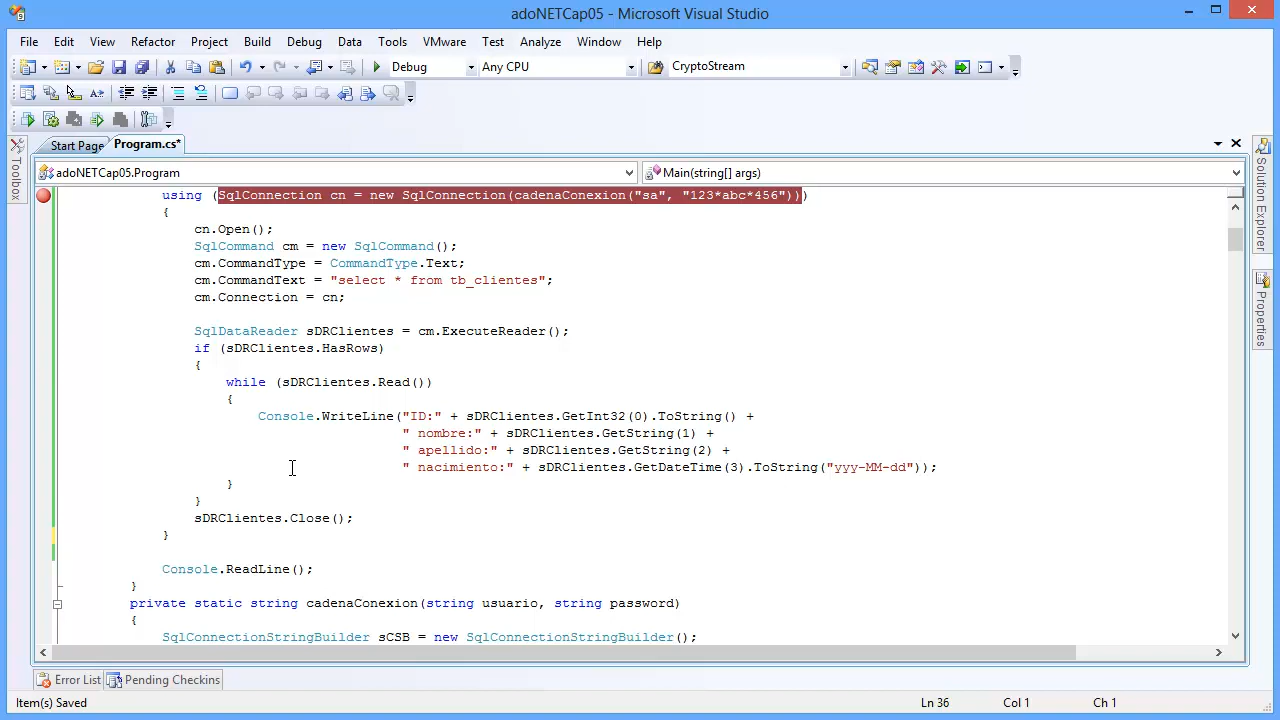 adoNETCap05 - Microsoft Visual Studio
File Edit View Refactor Project Build Debug Data Tools VMware Test Analyze Window Help
Debug Any CPU CryptoStream
Start Page Program.cs*
adoNETCap05.Program Main(string[] args)
Toolbox
Solution Explorer
Properties
using (SqlConnection cn = new SqlConnection(cadenaConexion("sa", "123*abc*456")))
{
cn.Open();
SqlCommand cm = new SqlCommand();
cm.CommandType = CommandType.Text;
cm.CommandText = "select * from tb_clientes";
cm.Connection = cn;
SqlDataReader sDRClientes = cm.ExecuteReader();
if (sDRClientes.HasRows)
{
while (sDRClientes.Read())
{
Console.WriteLine("ID:" + sDRClientes.GetInt32(0).ToString() +
" nombre:" + sDRClientes.GetString(1) +
" apellido:" + sDRClientes.GetString(2) +
" nacimiento:" + sDRClientes.GetDateTime(3).ToString("yyy-MM-dd"));
}
}
sDRClientes.Close();
}
Console.ReadLine();
}
private static string cadenaConexion(string usuario, string password)
{
SqlConnectionStringBuilder sCSB = new SqlConnectionStringBuilder();
Error List Pending Checkins
Item(s) Saved Ln 36 Col 1 Ch 1